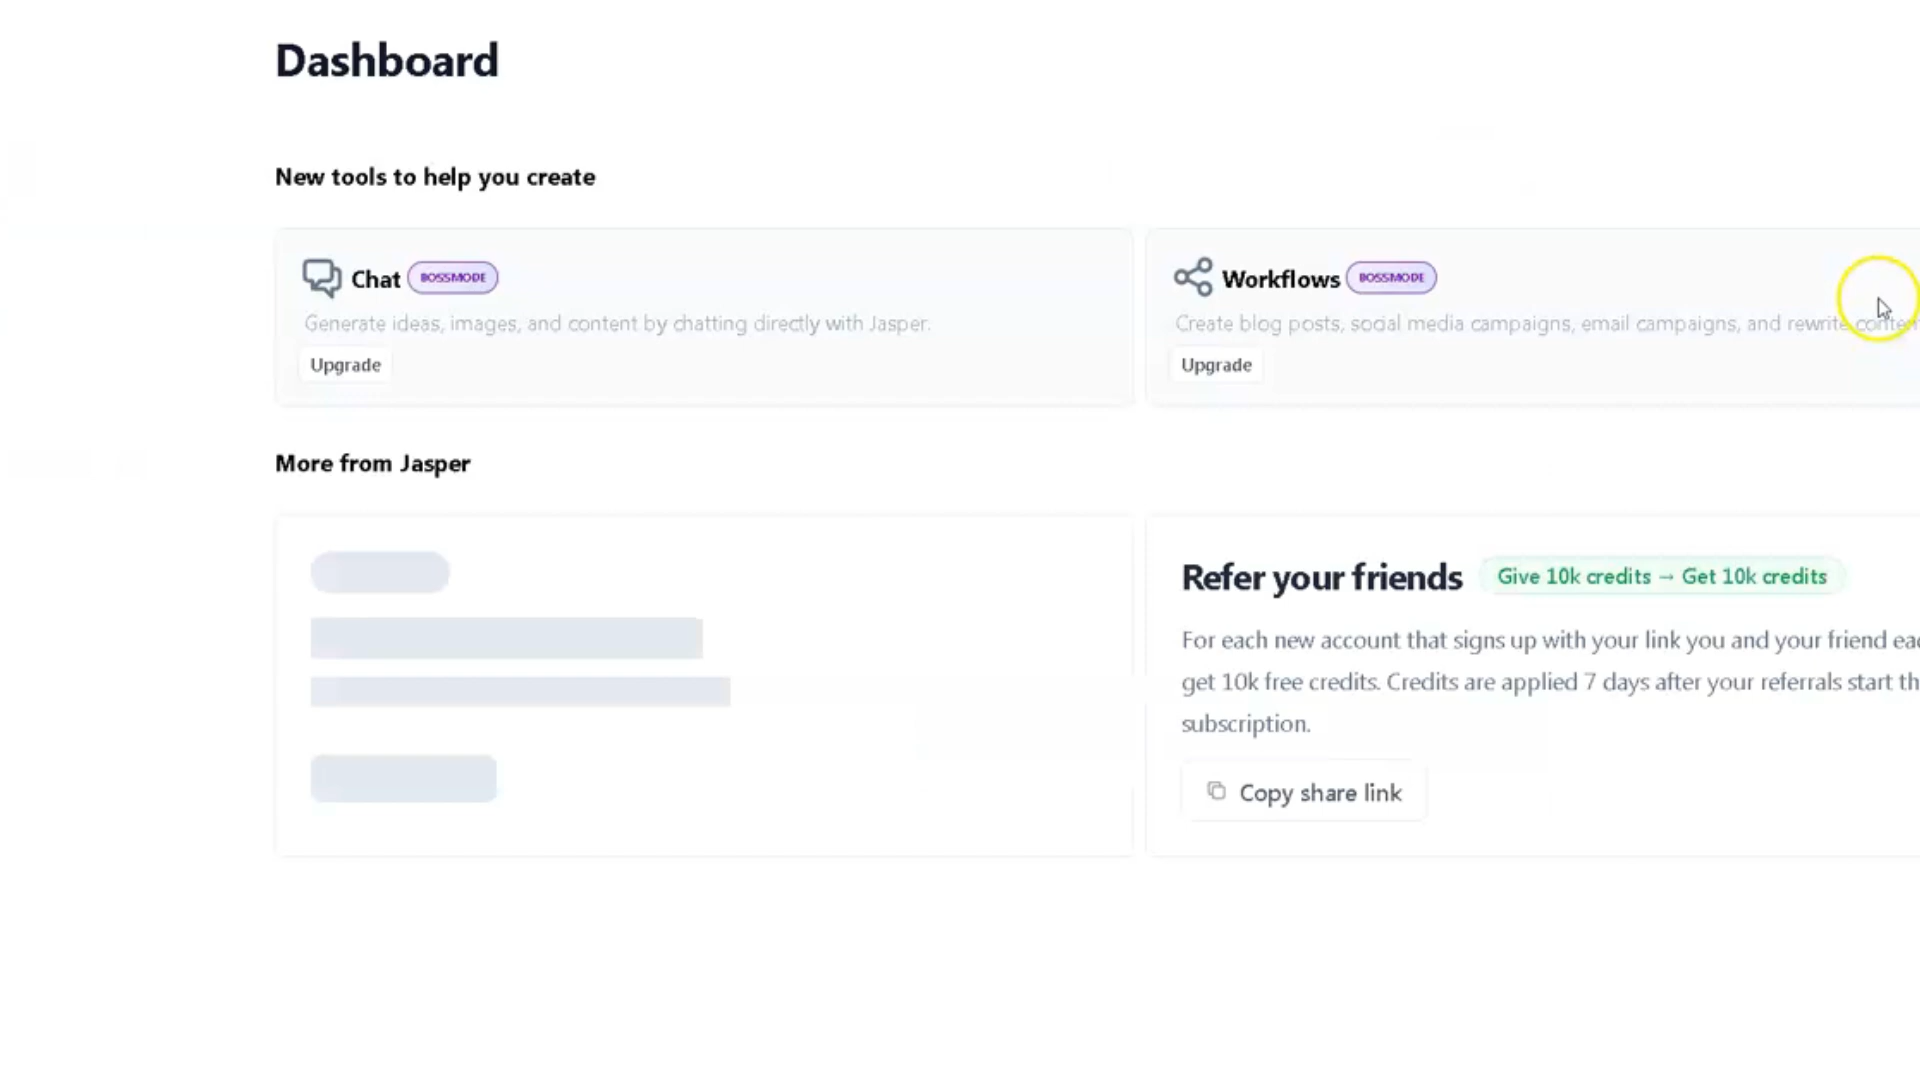 Dashboard
New tools to help you create
Chat BOSSMODE
Generate ideas, images, and content by chatting directly with Jasper.
Upgrade
Workflows BOSSMODE
Create blog posts, social media campaigns, email campaigns, and rewrite
Upgrade
More from Jasper
Refer your friends Give 10k credits → Get 10k credits
For each new account that signs up with your link you and your friend
get 10k free credits. Credits are applied 7 days after your referrals start
subscription.
Copy share link